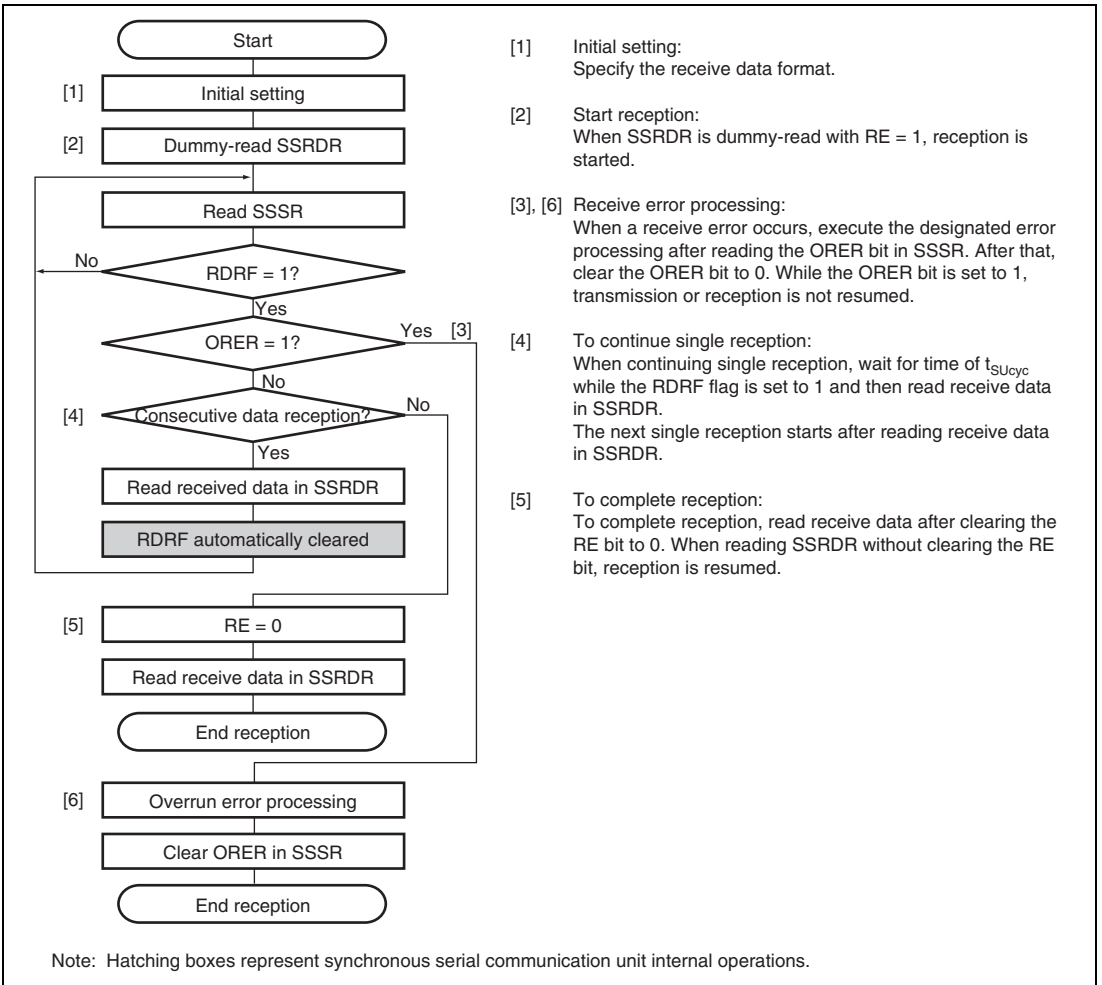 Start
[1] Initial setting
[2] Dummy-read SSRDR
Read SSSR
No
RDRF = 1?
Yes
ORER = 1?
Yes [3]
No
[4] Consecutive data reception?
No
Yes
Read received data in SSRDR
RDRF automatically cleared
[5] RE = 0
Read receive data in SSRDR
End reception
[6] Overrun error processing
Clear ORER in SSSR
End reception
[1] Initial setting:
Specify the receive data format.
[2] Start reception:
When SSRDR is dummy-read with RE = 1, reception is
started.
[3], [6] Receive error processing:
When a receive error occurs, execute the designated error
processing after reading the ORER bit in SSSR. After that,
clear the ORER bit to 0. While the ORER bit is set to 1,
transmission or reception is not resumed.
[4] To continue single reception:
When continuing single reception, wait for time of tSUcyc
while the RDRF flag is set to 1 and then read receive data
in SSRDR.
The next single reception starts after reading receive data
in SSRDR.
[5] To complete reception:
To complete reception, read receive data after clearing the
RE bit to 0. When reading SSRDR without clearing the RE
bit, reception is resumed.
Note: Hatching boxes represent synchronous serial communication unit internal operations.